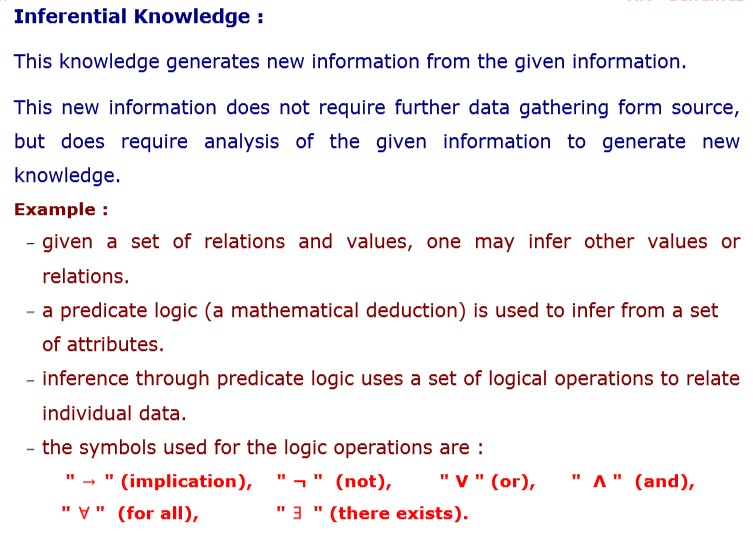 Inferential Knowledge :
This knowledge generates new information from the given information.
This new information does not require further data gathering form source,
but does require analysis of the given information to generate new
knowledge.
Example :
– given a set of relations and values, one may infer other values or
relations.
– a predicate logic (a mathematical deduction) is used to infer from a set
of attributes.
– inference through predicate logic uses a set of logical operations to relate
individual data.
– the symbols used for the logic operations are :
" → " (implication), " ¬ " (not), " V " (or), " Λ " (and),
" ∀ " (for all), " ∃ " (there exists).